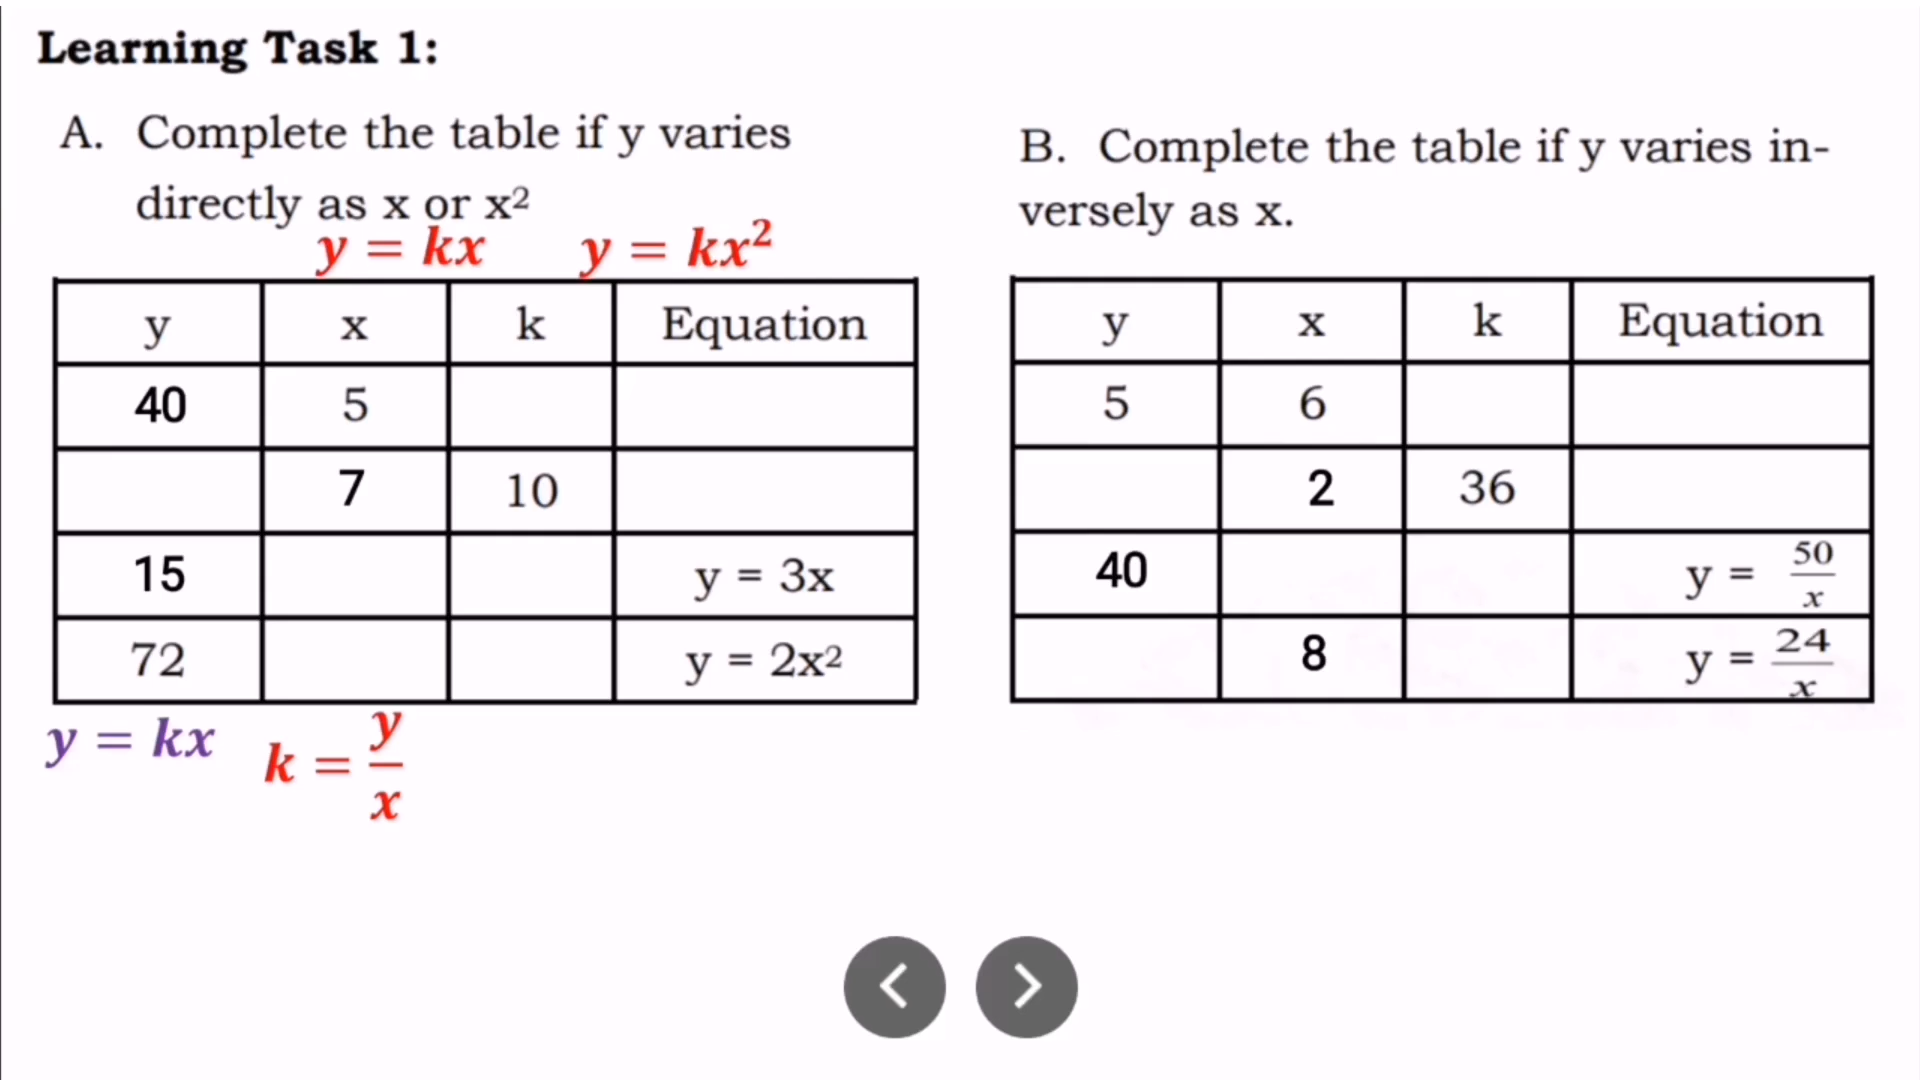 Learning Task 1:
A. Complete the table if y varies
directly as x or x²
y = kx y = kx²
y x k Equation
40 5
7 10
15 y = 3x
72 y = 2x²
y = kx k = y/x
B. Complete the table if y varies in-
versely as x.
y x k Equation
5 6
2 36
40 y = 50/x
8 y = 24/x